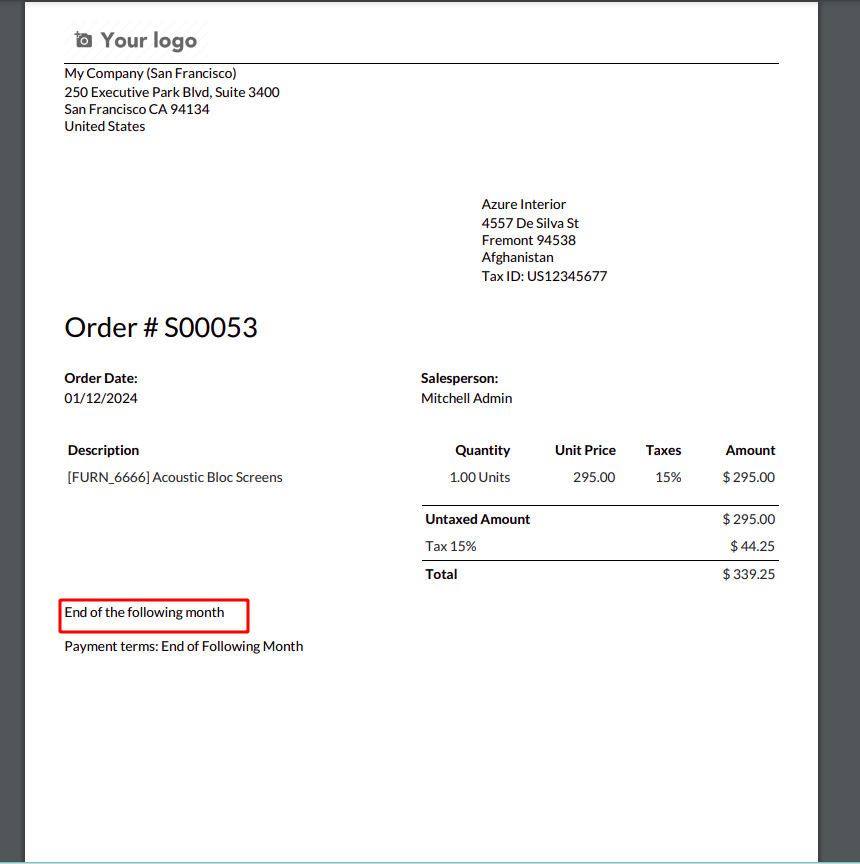 Your logo
My Company (San Francisco)
250 Executive Park Blvd, Suite 3400
San Francisco CA 94134
United States
Azure Interior
4557 De Silva St
Fremont 94538
Afghanistan
Tax ID: US12345677
Order # S00053
Order Date: Salesperson:
01/12/2024 Mitchell Admin
Description Quantity Unit Price Taxes Amount
[FURN_6666] Acoustic Bloc Screens 1.00 Units 295.00 15% $ 295.00
Untaxed Amount $ 295.00
Tax 15% $ 44.25
Total $ 339.25
End of the following month
Payment terms: End of Following Month